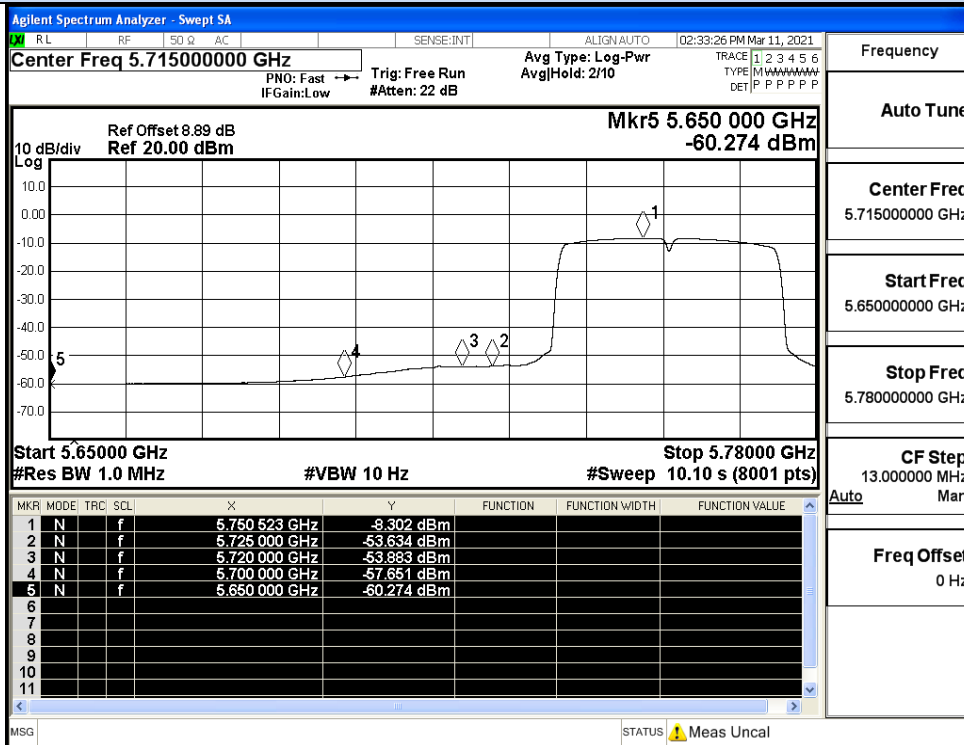 Agilent Spectrum Analyzer - Swept SA
LXI RL RF 50 Ω AC SENSE:INT ALIGN AUTO 02:33:26 PM Mar 11, 2021
Center Freq 5.715000000 GHz
PNO: Fast
IFGain:Low
Trig: Free Run
#Atten: 22 dB
Avg Type: Log-Pwr
Avg|Hold: 2/10
TRACE 1 2 3 4 5 6
TYPE M WWWWW
DET P P P P P P
Mkr5 5.650 000 GHz
-60.274 dBm
Ref Offset 8.89 dB
10 dB/div Ref 20.00 dBm
Log
10.0
0.00
-10.0
-20.0
-30.0
-40.0
-50.0
-60.0
-70.0
1
2
3
4
5
Start 5.65000 GHz Stop 5.78000 GHz
#Res BW 1.0 MHz #VBW 10 Hz #Sweep 10.10 s (8001 pts)
MKR MODE TRC SCL X Y FUNCTION FUNCTION WIDTH FUNCTION VALUE
1 N f 5.750 523 GHz -8.302 dBm
2 N f 5.725 000 GHz -53.634 dBm
3 N f 5.720 000 GHz -53.883 dBm
4 N f 5.700 000 GHz -57.651 dBm
5 N f 5.650 000 GHz -60.274 dBm
6
7
8
9
10
11
MSG STATUS Meas Uncal
Frequency
Auto Tune
Center Freq
5.715000000 GHz
Start Freq
5.650000000 GHz
Stop Freq
5.780000000 GHz
CF Step
13.000000 MHz
Auto Man
Freq Offset
0 Hz